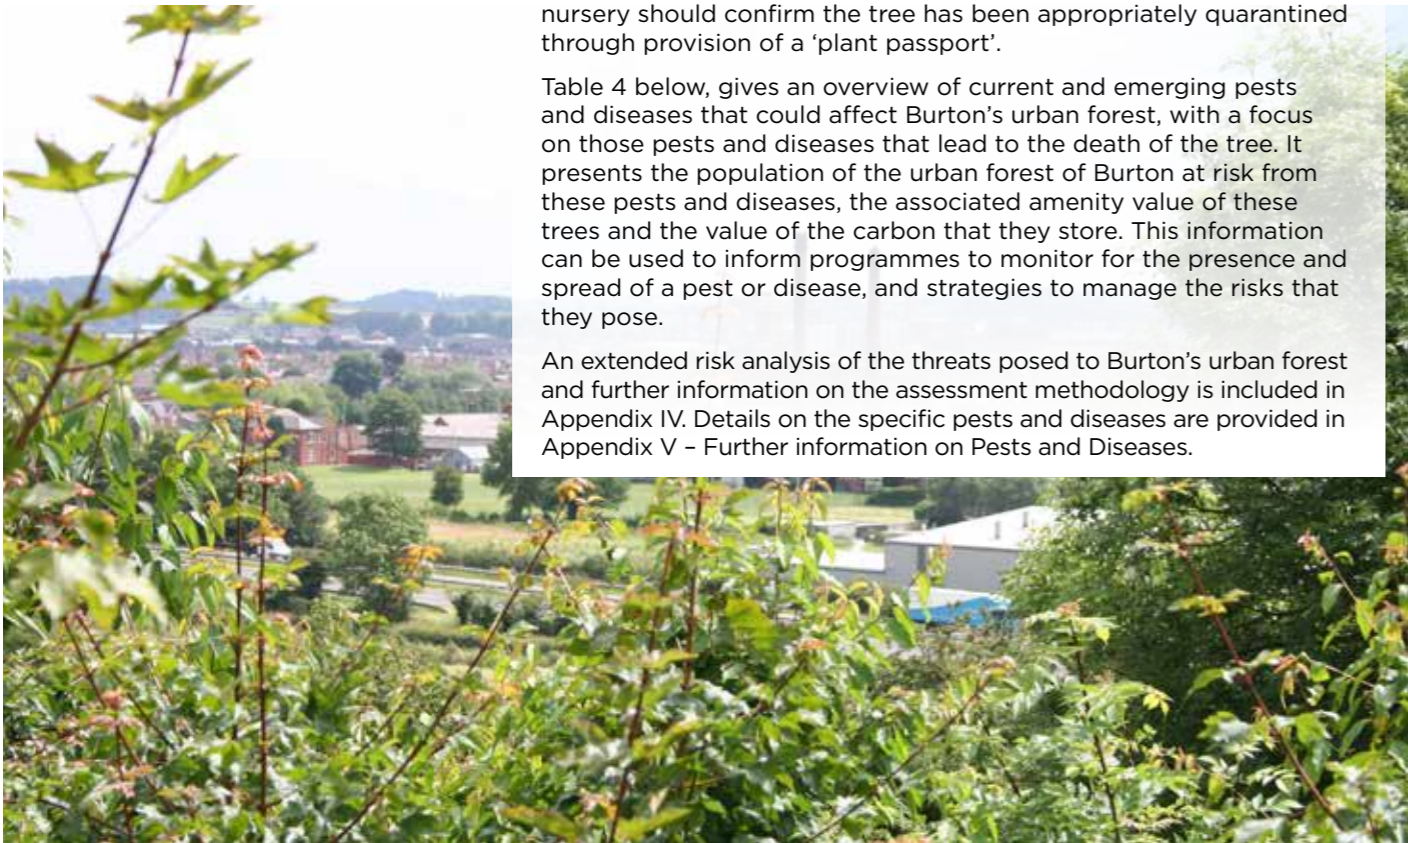 nursery should confirm the tree has been appropriately quarantined
through provision of a ‘plant passport’.
Table 4 below, gives an overview of current and emerging pests
and diseases that could affect Burton’s urban forest, with a focus
on those pests and diseases that lead to the death of the tree. It
presents the population of the urban forest of Burton at risk from
these pests and diseases, the associated amenity value of these
trees and the value of the carbon that they store. This information
can be used to inform programmes to monitor for the presence and
spread of a pest or disease, and strategies to manage the risks that
they pose.
An extended risk analysis of the threats posed to Burton’s urban forest
and further information on the assessment methodology is included in
Appendix IV. Details on the specific pests and diseases are provided in
Appendix V – Further information on Pests and Diseases.